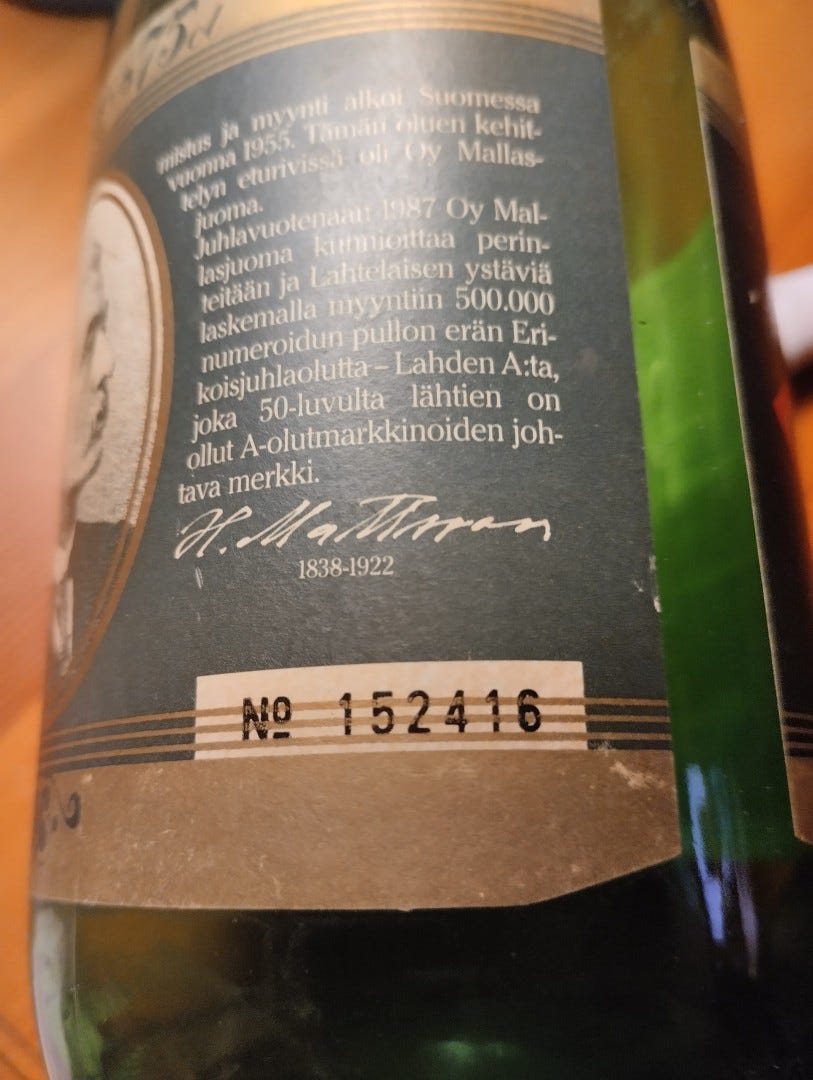 75cl
mistus ja myynti alkoi Suomessa
vuonna 1955. Tämän oluen kehit-
telyn eturivissä oli Oy Mallas-
juoma.
Juhlavuotenaan 1987 Oy Mal-
lasjuoma kunnioittaa perin-
teitään ja Lahtelaisen ystäviä
laskemalla myyntiin 500.000
numeroidun pullon erän Eri-
koisjuhlaolutta – Lahden A:ta,
joka 50-luvulta lähtien on
ollut A-olutmarkkinoiden joh-
tava merkki.
H. Mattsson
1838-1922
Nº 152416